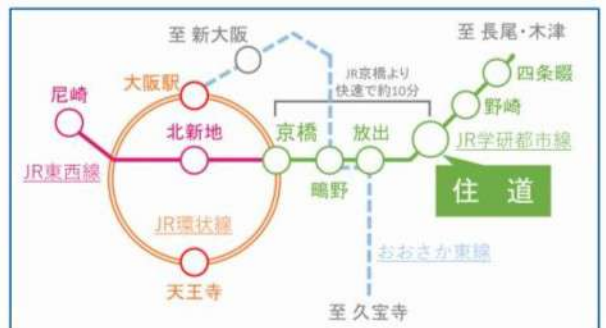 至 新大阪
至 長尾・木津
大阪駅
JR京橋より
快速で約10分
四条畷
尼崎
野崎
北新地
京橋
放出
JR学研都市線
JR東西線
鴫野
住 道
JR環状線
おおさか東線
天王寺
至 久宝寺